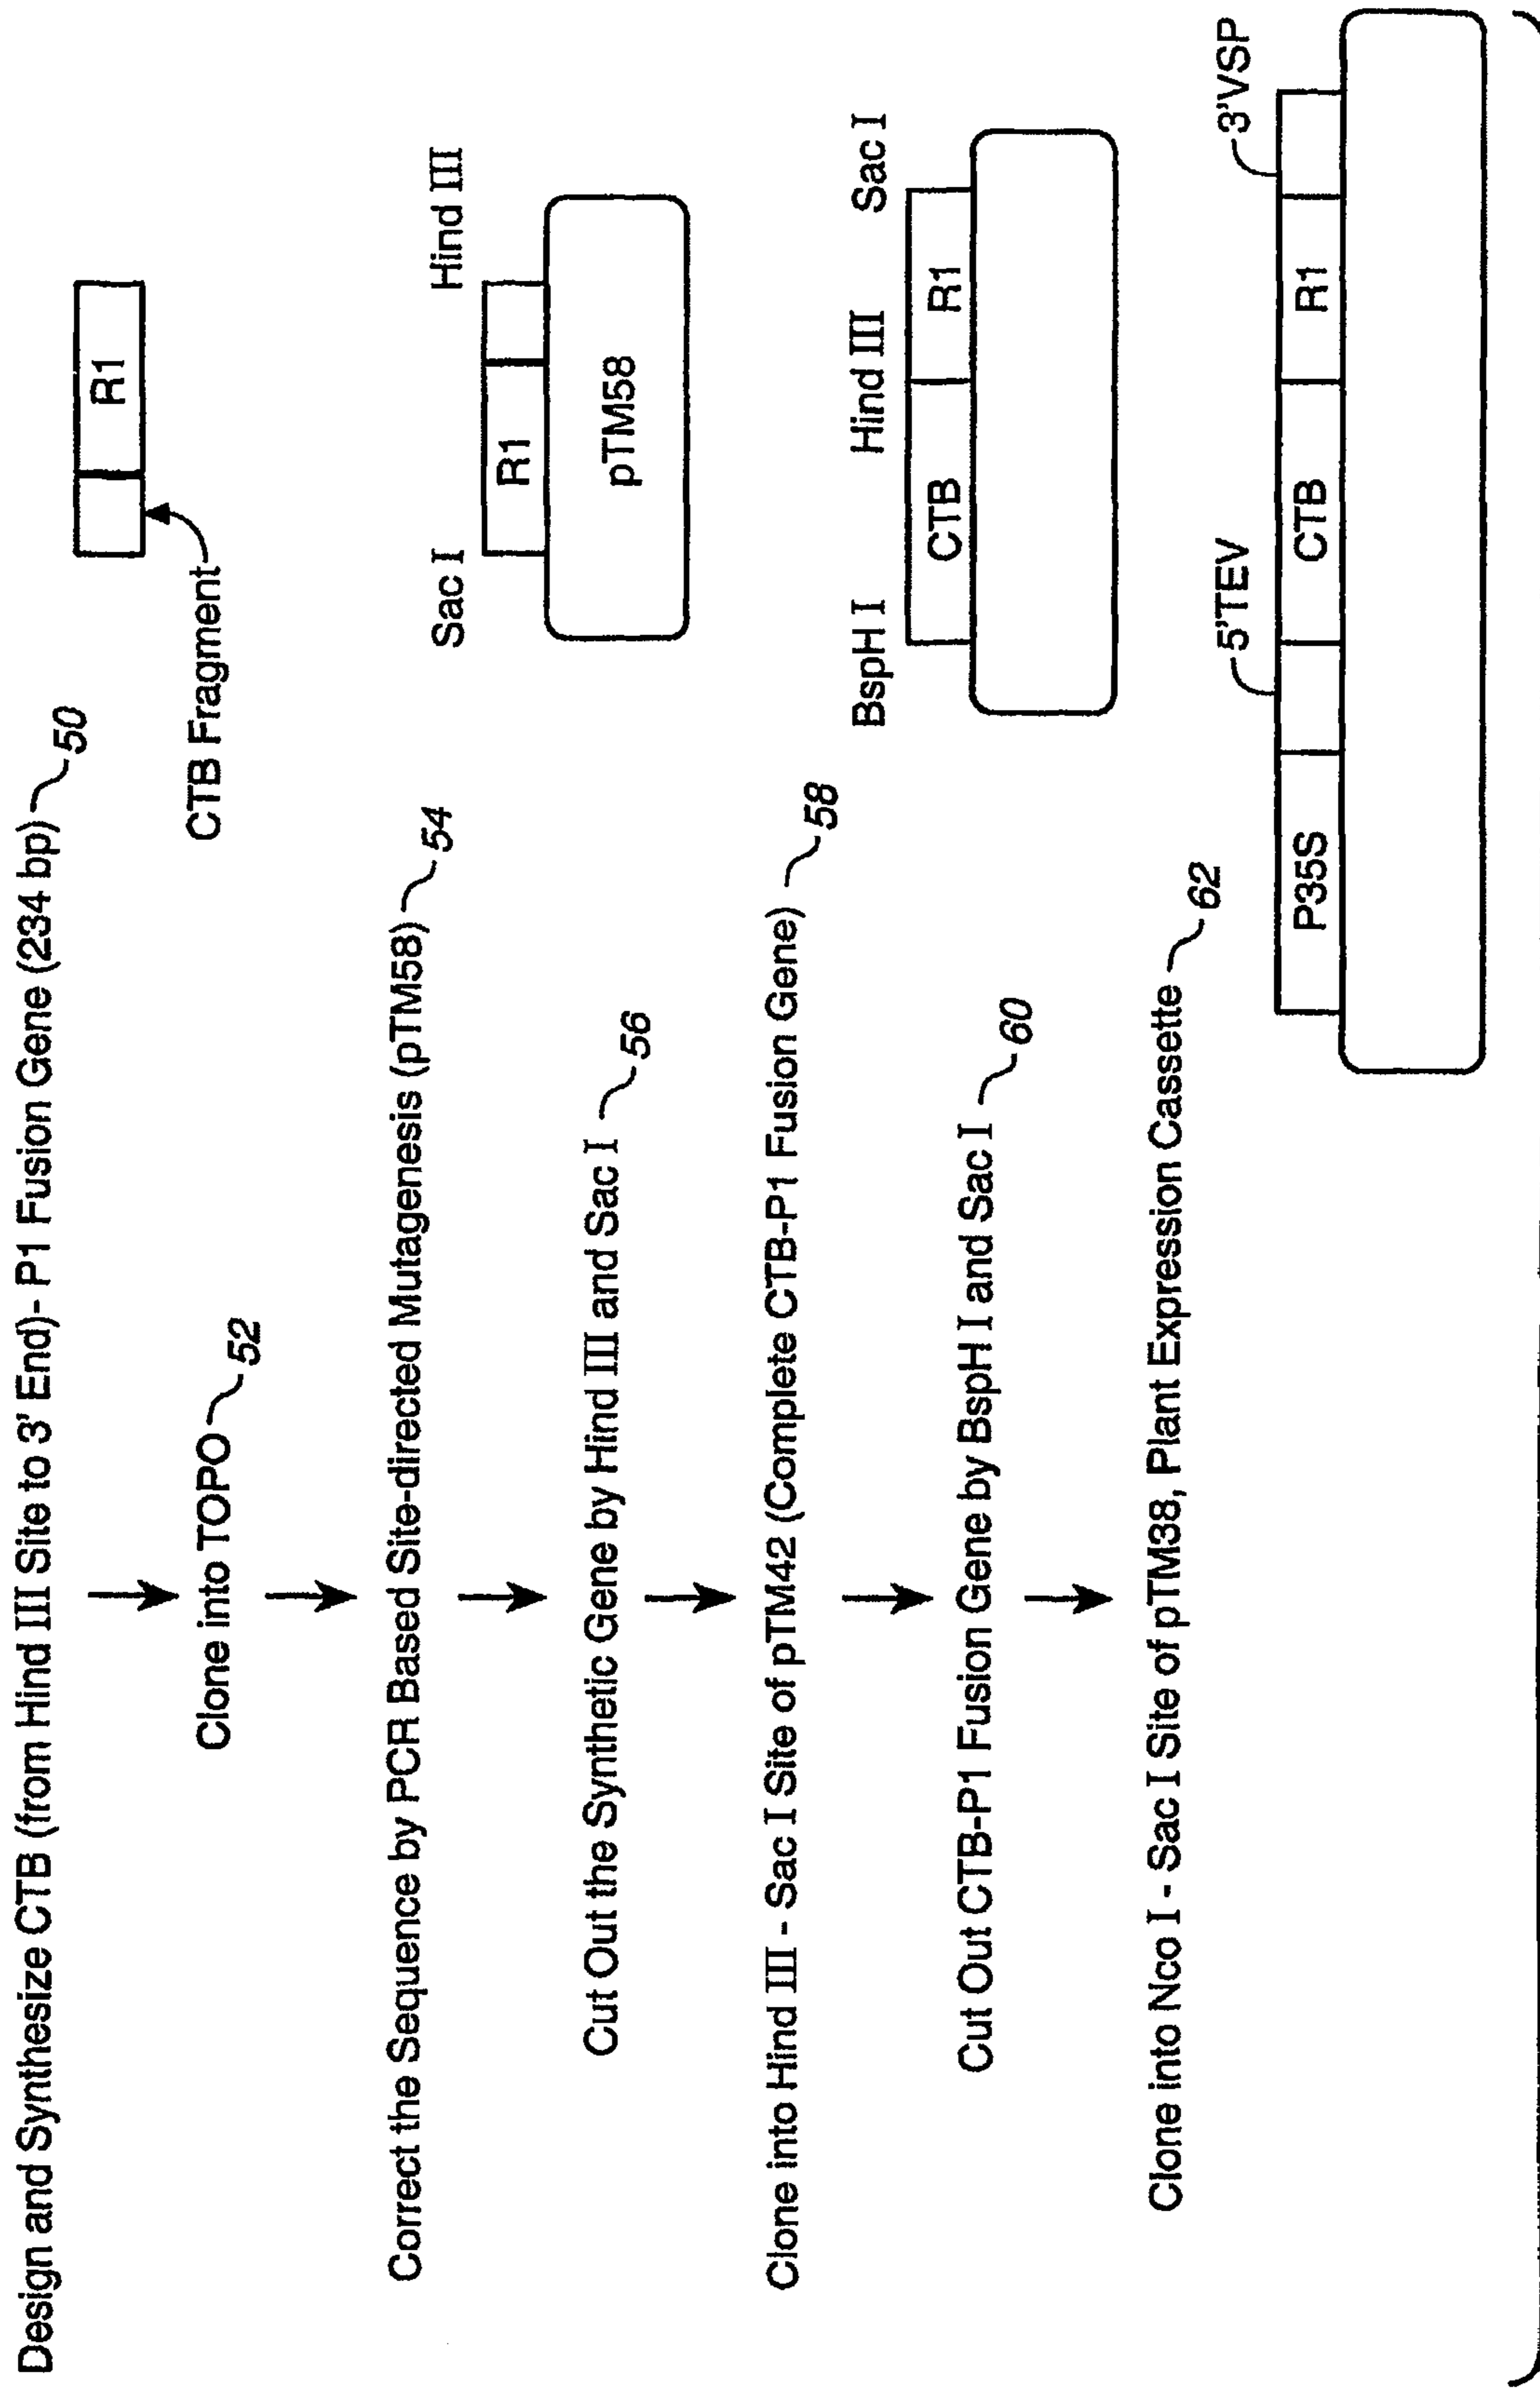 Design and Synthesize CTB (from Hind III Site to 3' End)- P1 Fusion Gene (234 bp) 50
R1
CTB Fragment
Clone into TOPO 52
Correct the Sequence by PCR Based Site-directed Mutagenesis (pTM58) 54
Sac I Hind III
R1
pTM58
Cut Out the Synthetic Gene by Hind III and Sac I 56
Clone into Hind III - Sac I Site of pTM42 (Complete CTB-P1 Fusion Gene) 58
BspH I Hind III Sac I
CTB R1
Cut Out CTB-P1 Fusion Gene by BspH I and Sac I 60
Clone into Nco I - Sac I Site of pTM38, Plant Expression Cassette 62
5'TEV 3'VSP
P35S CTB R1